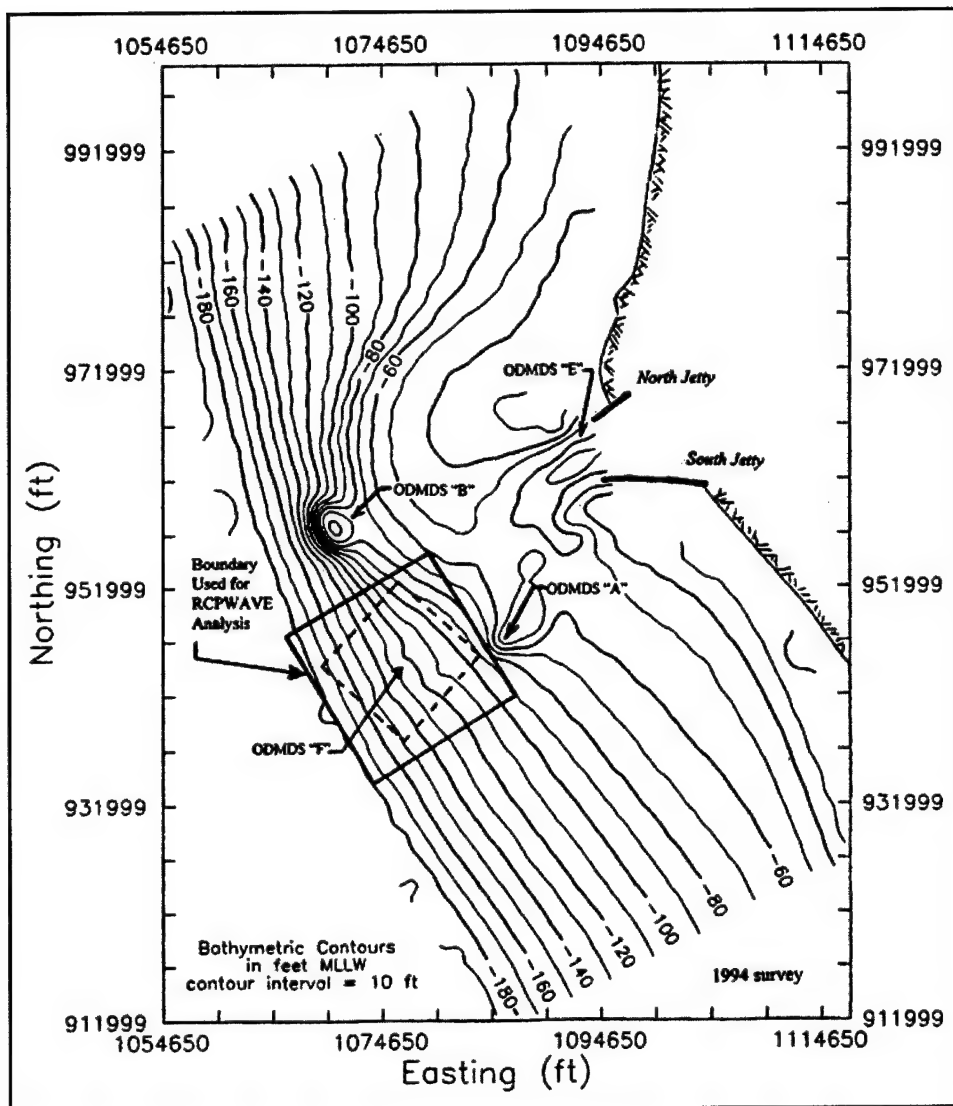 1054650 1074650 1094650 1114650
991999 991999
-180
-160
-140
-120
-100
-80
-60
971999 971999
ODMDS "E"
North Jetty
South Jetty
ODMDS "B"
Northing (ft)
Boundary
Used for
RCPWAVE
Analysis
951999 951999
ODMDS "A"
ODMDS "F"
931999 931999
-60
-80
-100
-120
-140
-160
-180-
Bathymetric Contours
in feet MLLW
contour interval = 10 ft
1994 survey
911999 911999
1054650 1074650 1094650 1114650
Easting (ft)